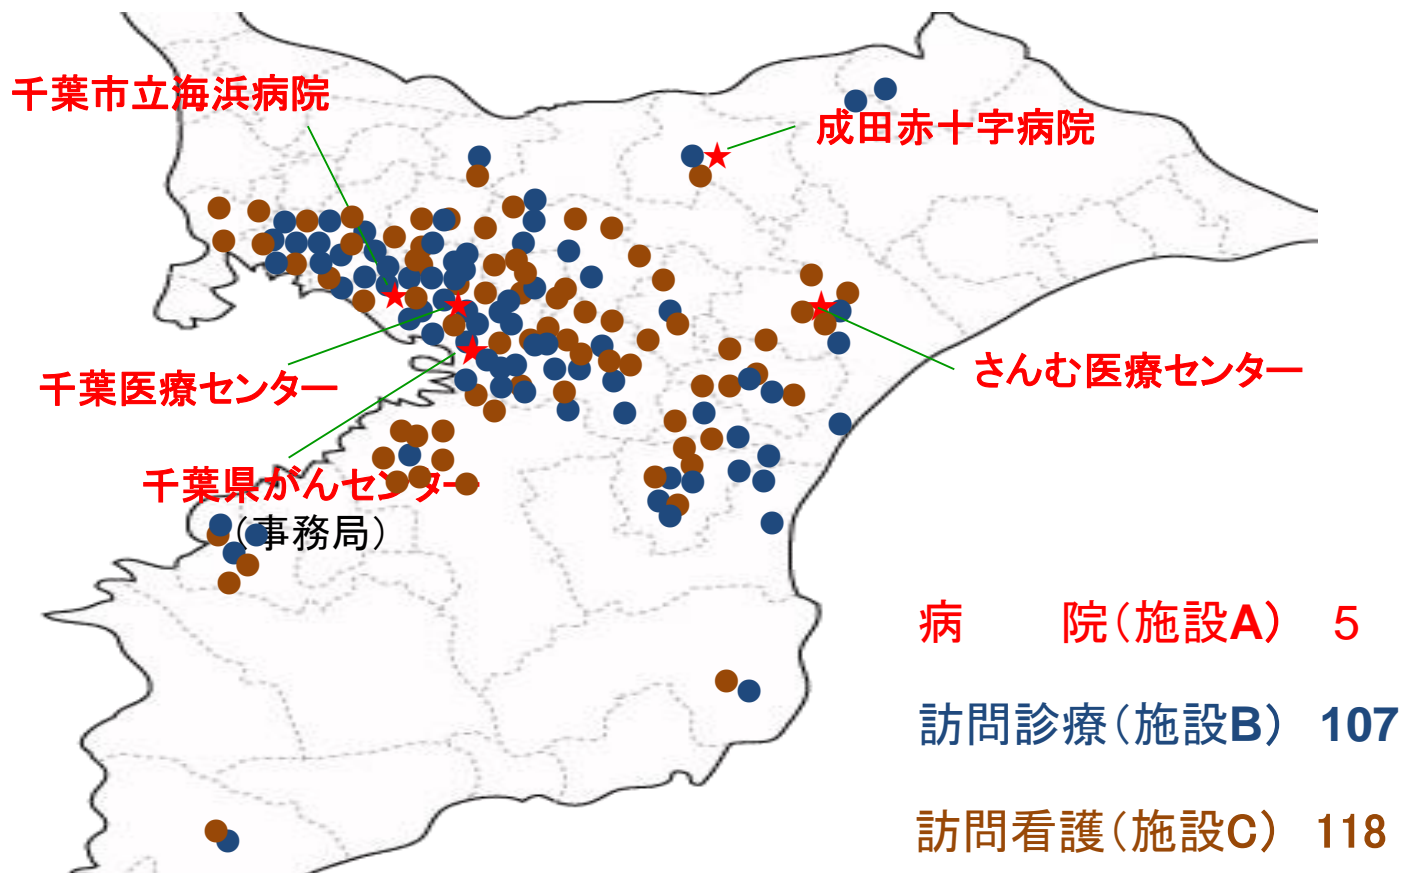 千葉市立海浜病院
成田赤十字病院
千葉医療センター
さんむ医療センター
千葉県がんセンター
（事務局）
病　　院（施設A）　5
訪問診療（施設B）　107
訪問看護（施設C）　118